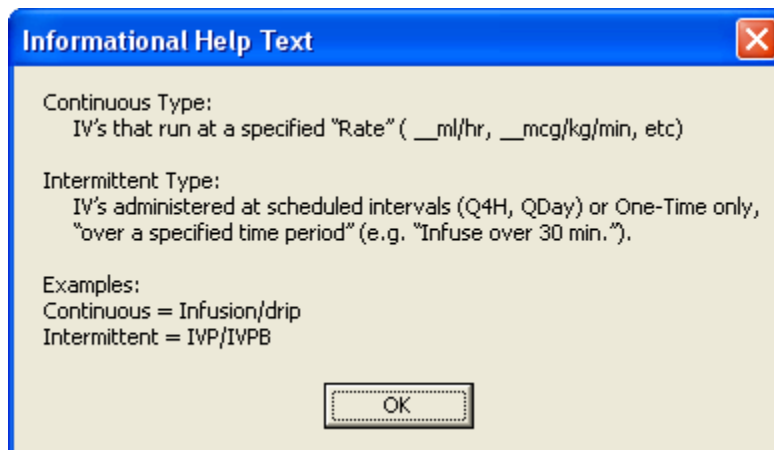 Informational Help Text
Continuous Type:
IV's that run at a specified "Rate" ( __ml/hr, __mcg/kg/min, etc)
Intermittent Type:
IV's administered at scheduled intervals (Q4H, QDay) or One-Time only,
"over a specified time period" (e.g. "Infuse over 30 min.").
Examples:
Continuous = Infusion/drip
Intermittent = IVP/IVPB
OK